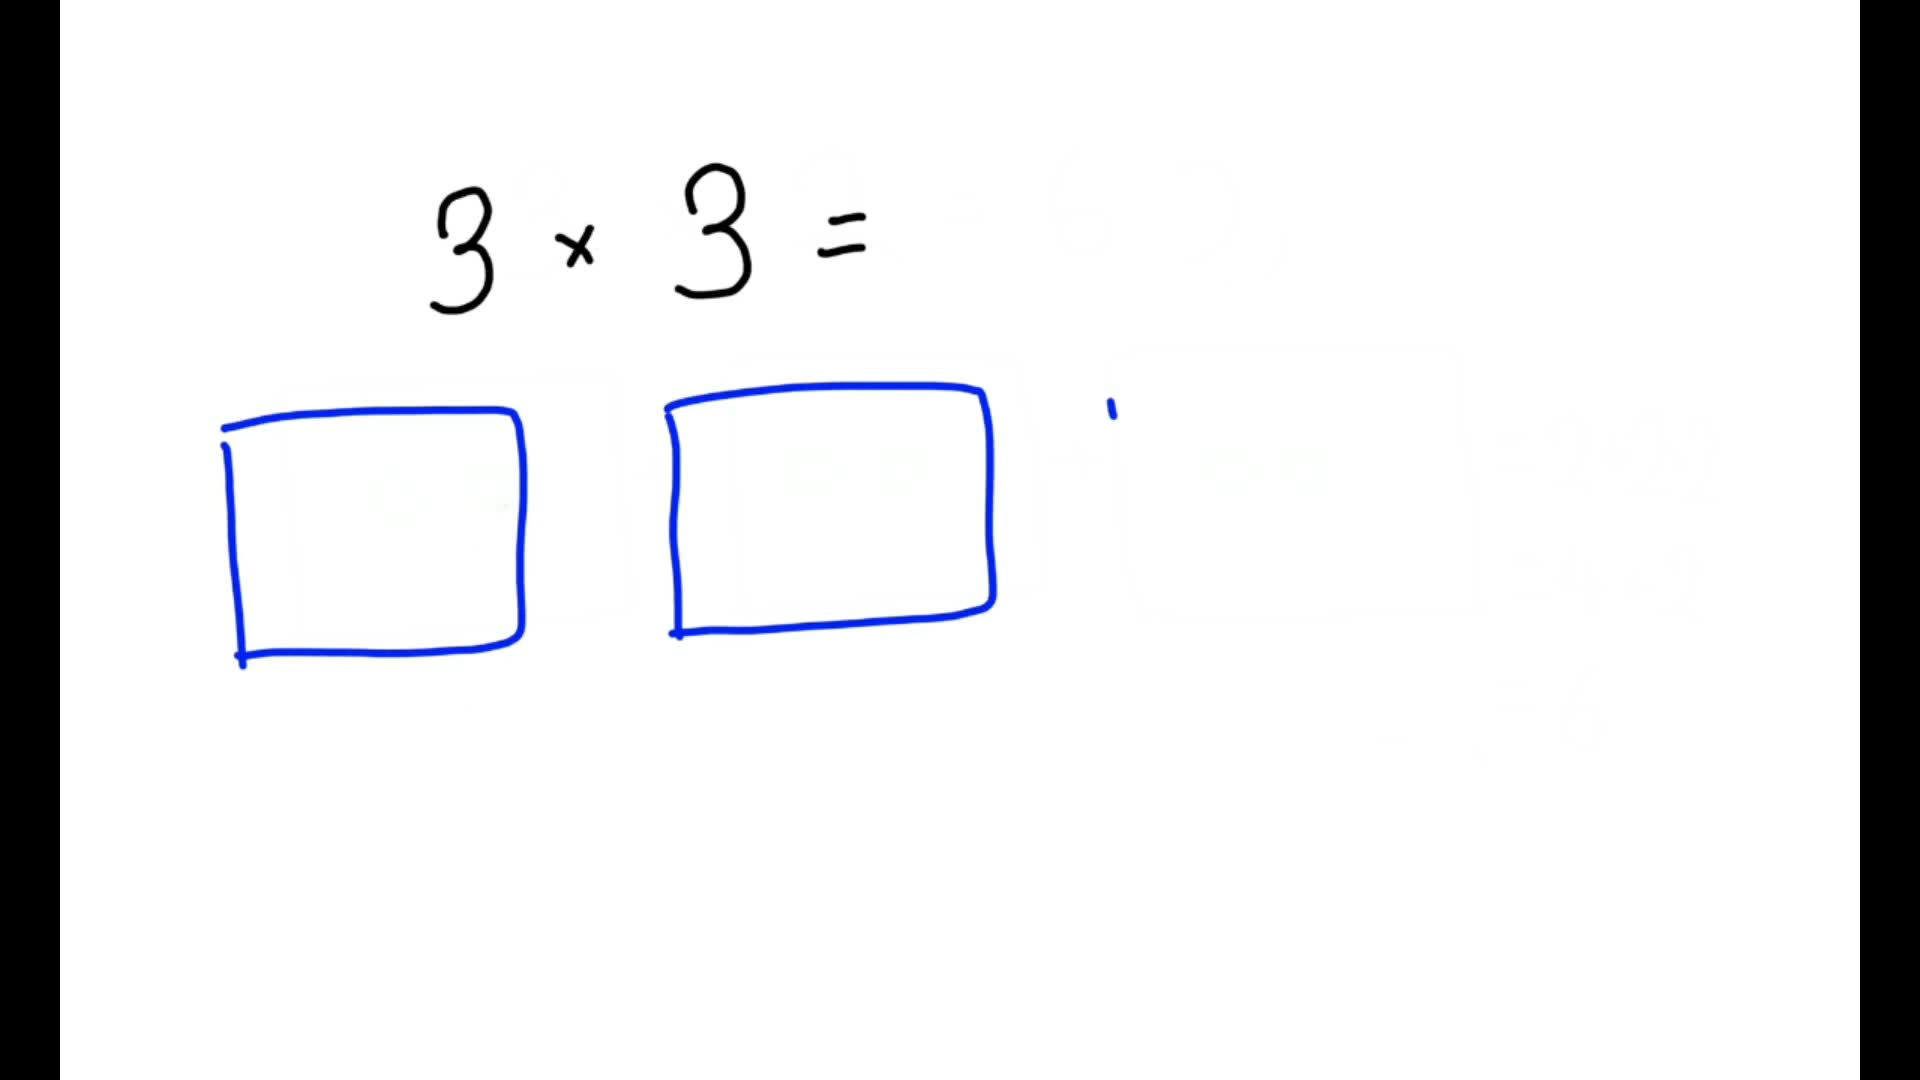 3 × 3 =